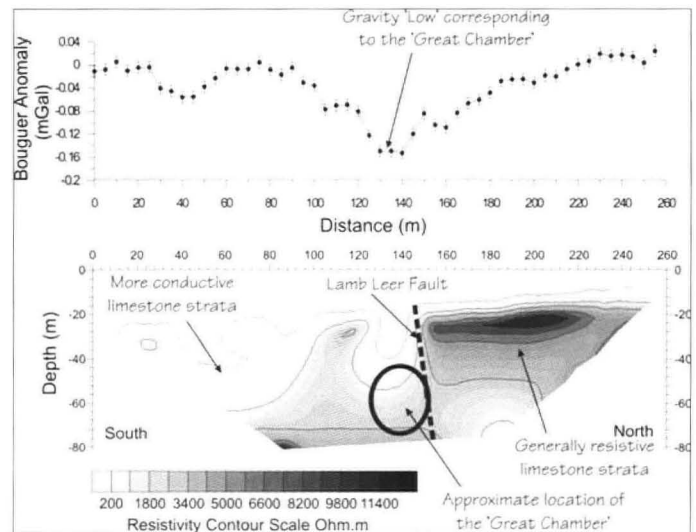 Gravity 'Low' corresponding
to the 'Great Chamber'
Bouguer Anomaly
(mGal)
0.04
0
-0.04
-0.08
-0.12
-0.16
-0.2
0 20 40 60 80 100 120 140 160 180 200 220 240 260
Distance (m)
0 20 40 60 80 100 120 140 160 180 200 220 240 260
More conductive
limestone strata
Lamb Leer Fault
Depth (m)
0 0
-20 -20
-40 -40
-60 -60
-80 -80
South
North
Generally resistive
limestone strata
200 1800 3400 5000 6600 8200 9800 11400
Resistivity Contour Scale Ohm.m
Approximate location of
the 'Great Chamber'